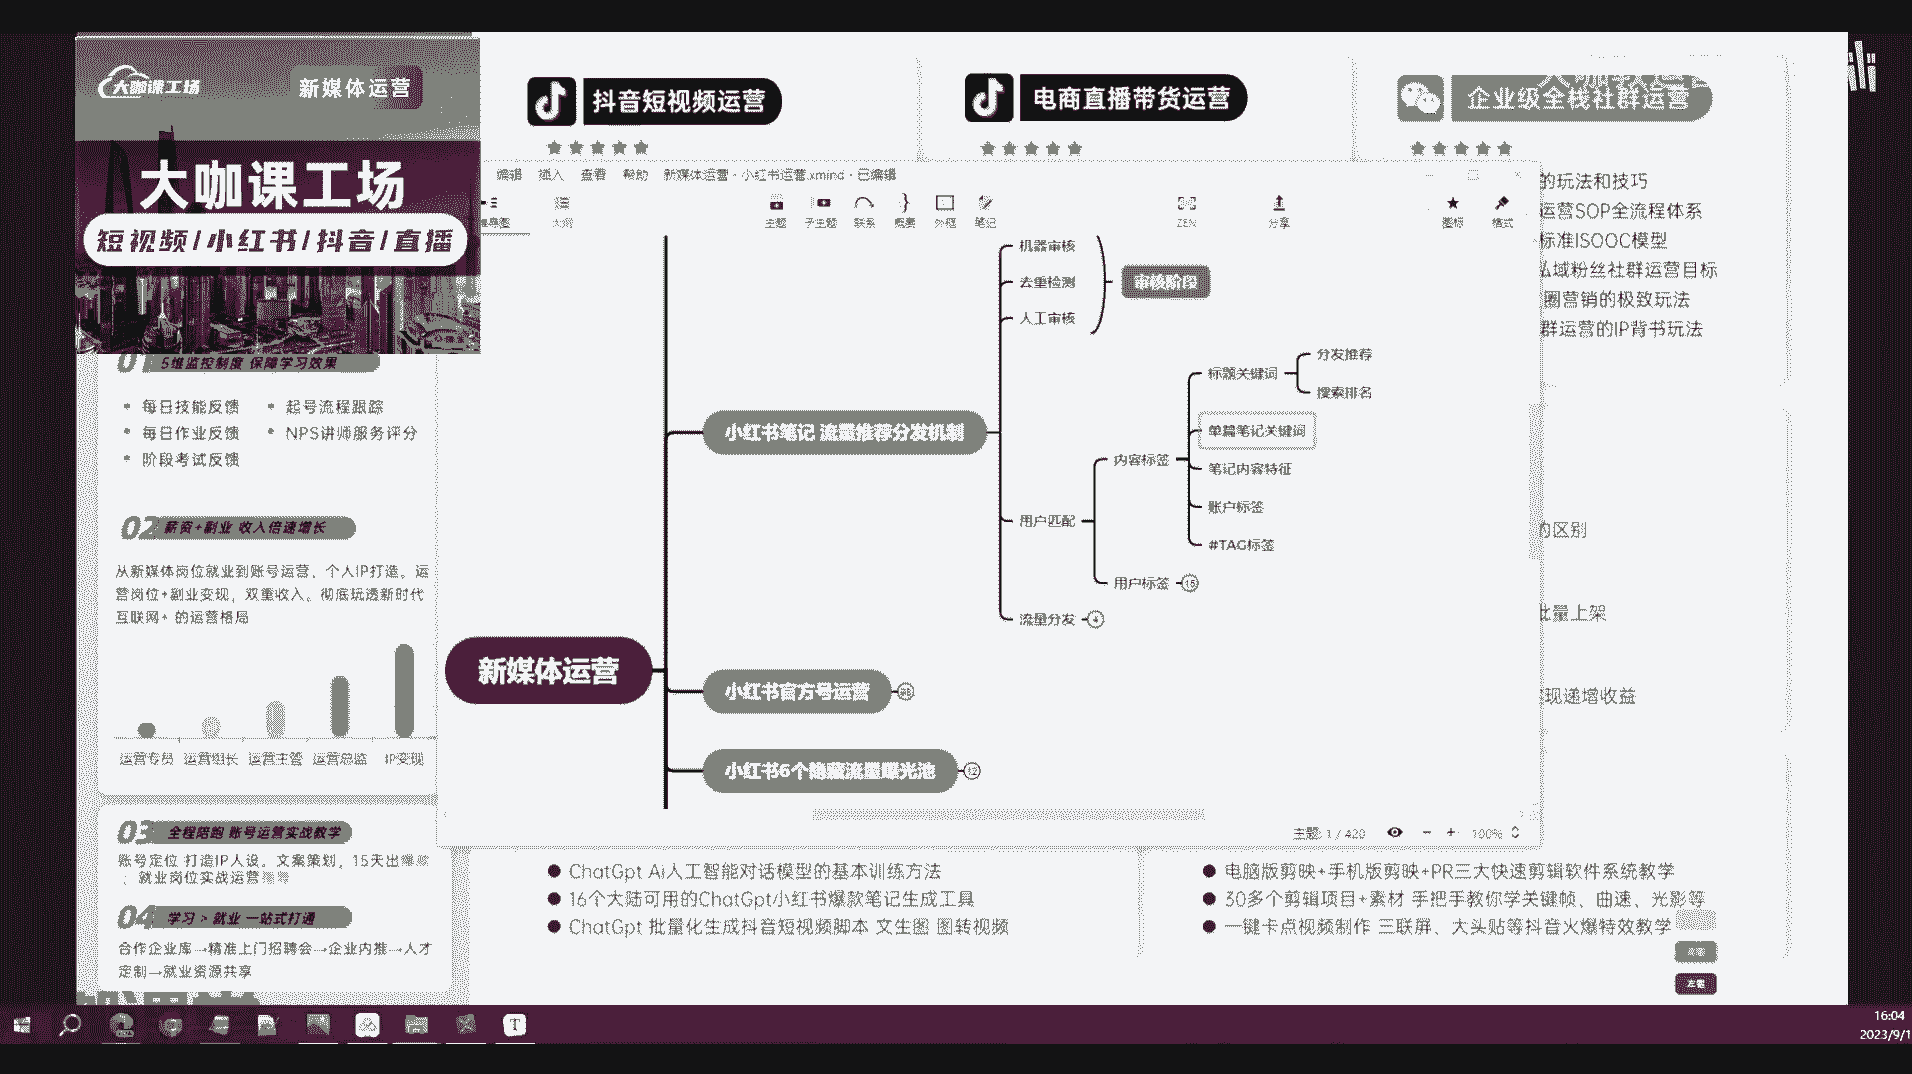 大咖课工场
新媒体运营
大咖课工场
短视频/小红书/抖音/直播
抖音短视频运营
电商直播带货运营
企业级全栈社群运营
编辑 插入 查看 帮助 新媒体运营 - 小红书运营.xmind - 已编辑
大纲
主题 子主题 联系 概要 外框 笔记 ZEN 分享 图标 格式
的玩法和技巧
运营SOP全流程体系
标准ISOOC模型
私域粉丝社群运营目标
圈营销的极致玩法
群运营的IP背书玩法
的区别
批量上架
现递增收益
机器审核
去重检测
人工审核
审核阶段
小红书笔记 流量推荐分发机制
用户匹配
内容标签
标题关键词
分发推荐
搜索排名
单篇笔记关键词
笔记内容特征
账户标签
#TAG标签
用户标签 15
流量分发 4
新媒体运营
小红书官方号运营
小红书6个隐藏流量曝光池 12
主题: 1 / 420
100%
01 5维监控制度 保障学习效果
每日技能反馈
起号流程跟踪
每日作业反馈
NPS讲师服务评分
阶段考试反馈
02 薪资+副业 收入倍速增长
从新媒体岗位就业到账号运营、个人IP打造。运
营岗位+副业变现，双重收入。彻底玩透新时代
互联网+ 的运营格局
运营专员 运营组长 运营主管 运营总监 IP变现
03 全程陪跑 账号运营实战教学
账号定位 打造IP人设。文案策划，15天出爆款
；就业岗位实战运营
04 学习 > 就业 一站式打通
合作企业库→精准上门招聘会→企业内推→人才
定制→就业资源共享
ChatGpt Ai人工智能对话模型的基本训练方法
16个大陆可用的ChatGpt小红书爆款笔记生成工具
ChatGpt 批量化生成抖音短视频脚本 文生图 图转视频
电脑版剪映+手机版剪映+PR三大快速剪辑软件系统教学
30多个剪辑项目+素材 手把手教你学关键帧、曲速、光影等
一键卡点视频制作 三联屏、大头贴等抖音火爆特效教学
左键
16:04
2023/9/1